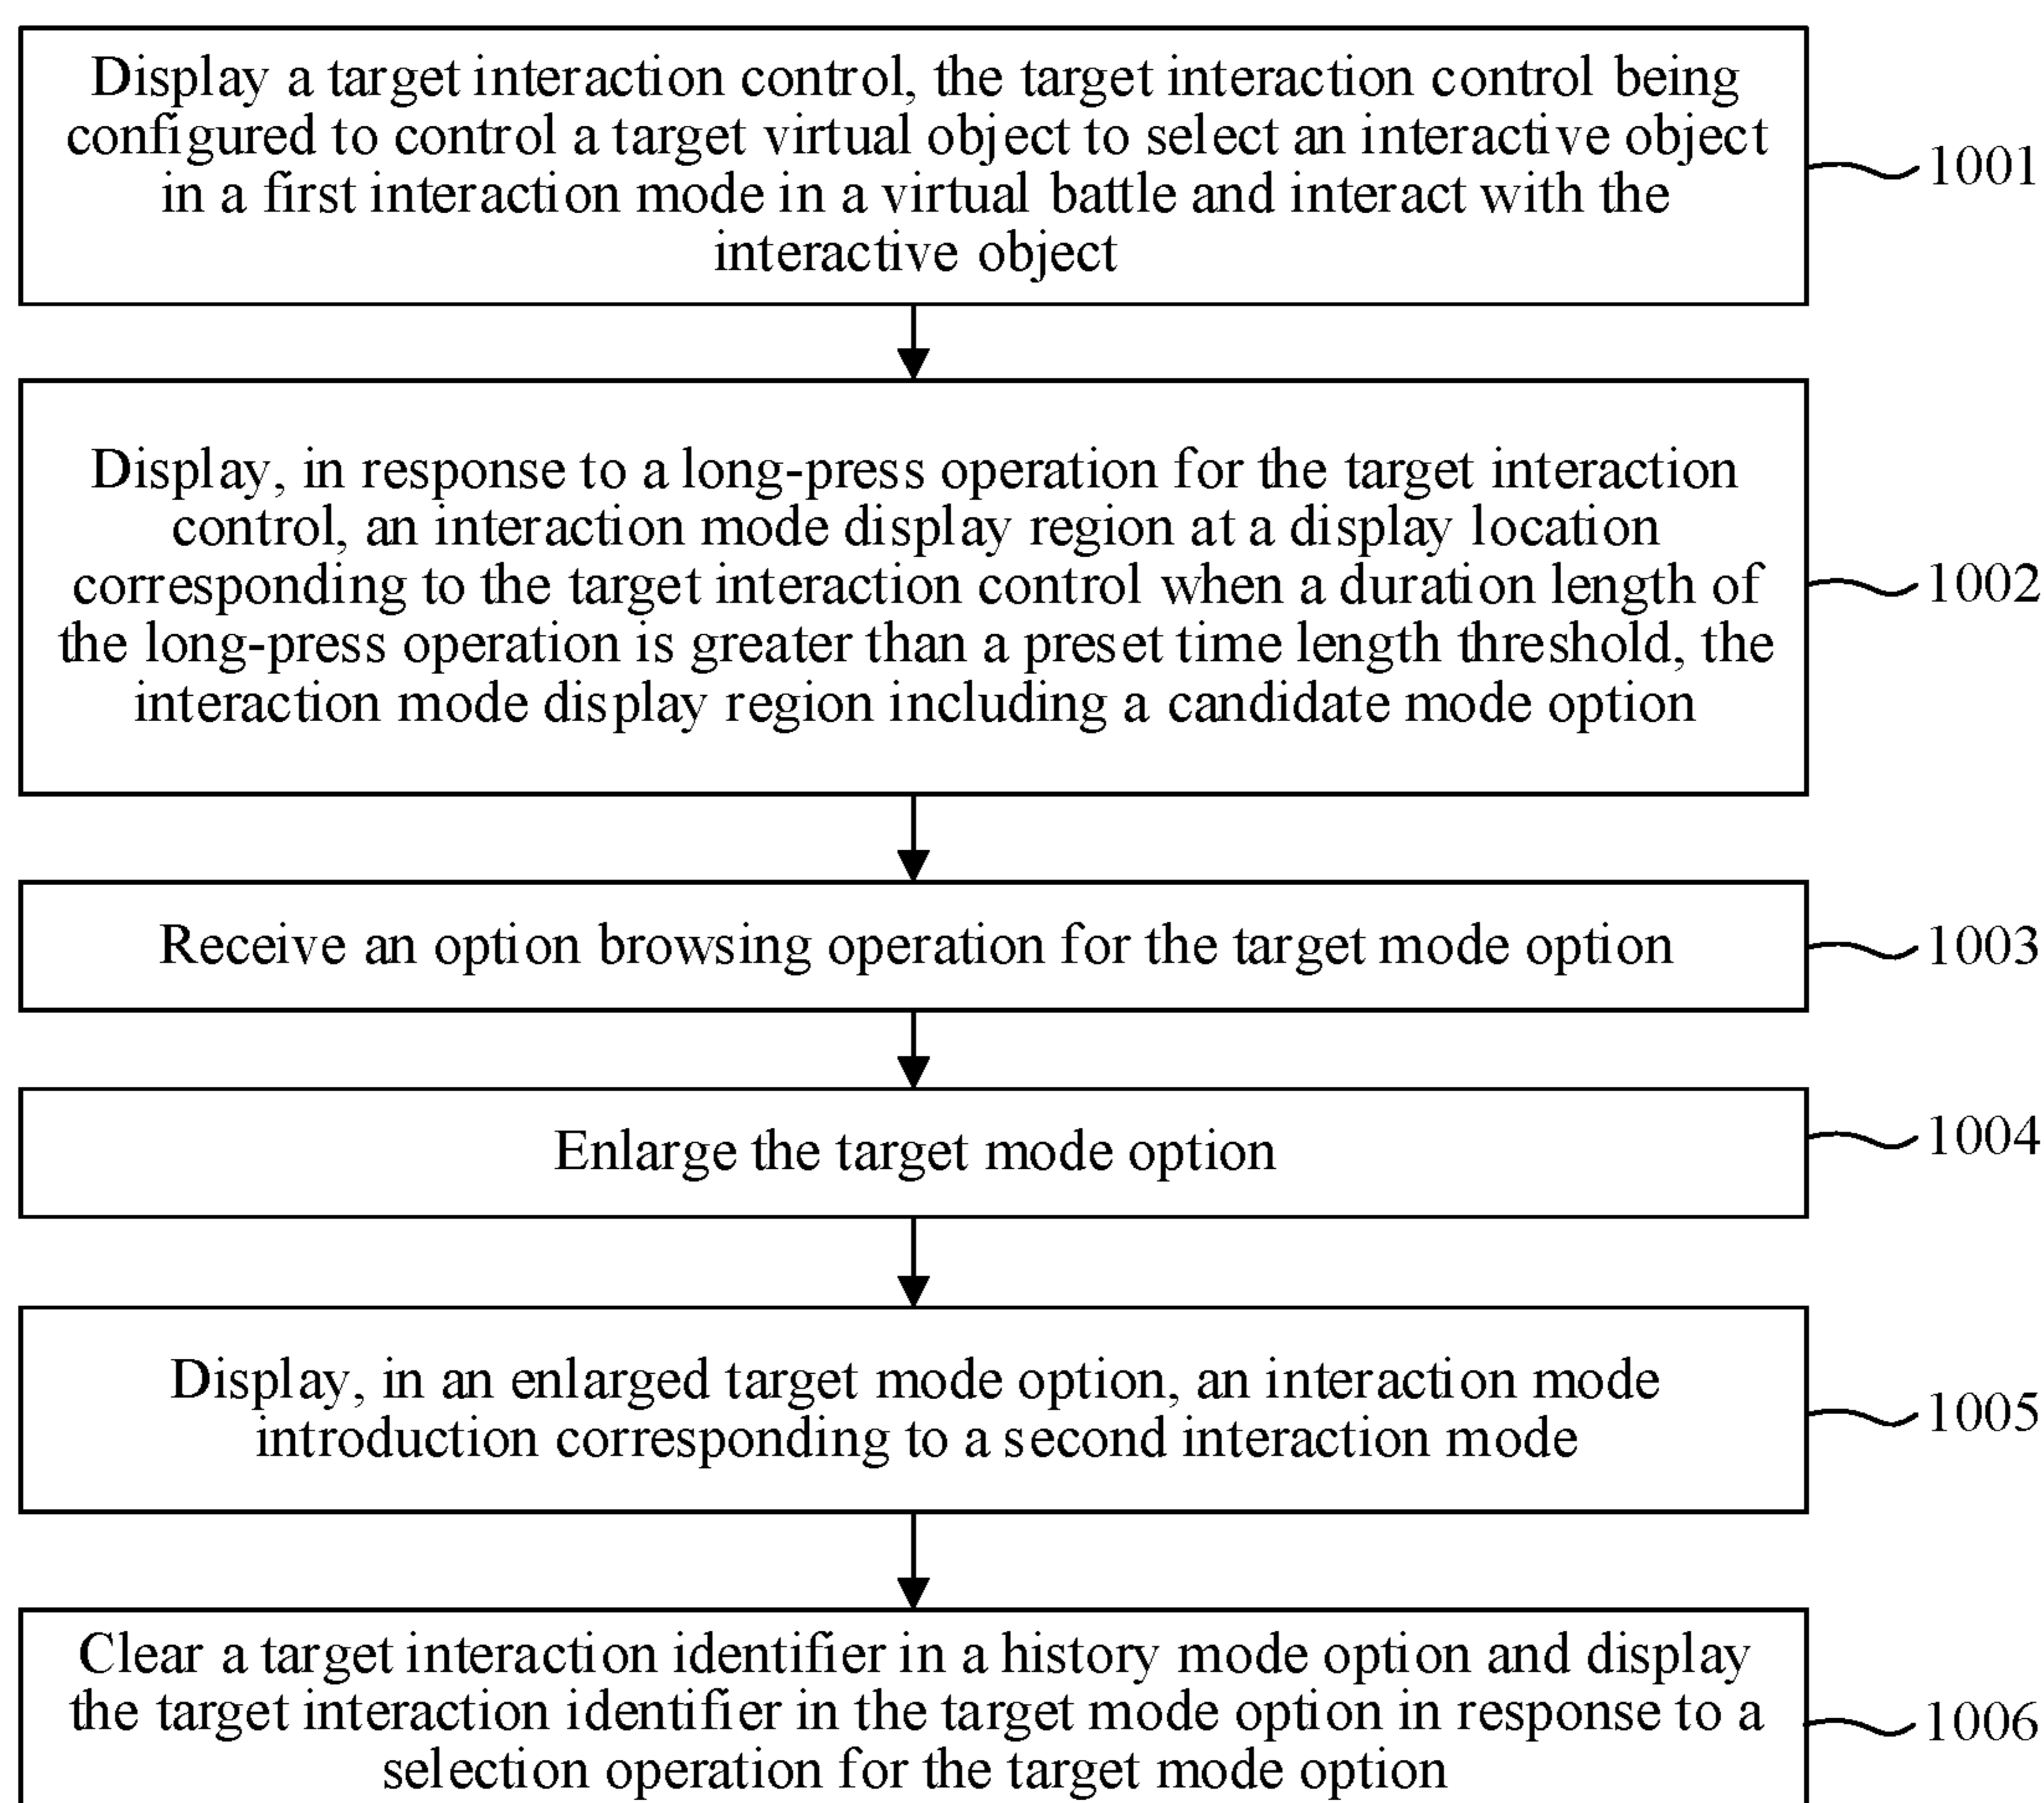 Display a target interaction control, the target interaction control being
configured to control a target virtual object to select an interactive object
in a first interaction mode in a virtual battle and interact with the
interactive object
1001
Display, in response to a long-press operation for the target interaction
control, an interaction mode display region at a display location
corresponding to the target interaction control when a duration length of
the long-press operation is greater than a preset time length threshold, the
interaction mode display region including a candidate mode option
1002
Receive an option browsing operation for the target mode option
1003
Enlarge the target mode option
1004
Display, in an enlarged target mode option, an interaction mode
introduction corresponding to a second interaction mode
1005
Clear a target interaction identifier in a history mode option and display
the target interaction identifier in the target mode option in response to a
selection operation for the target mode option
1006